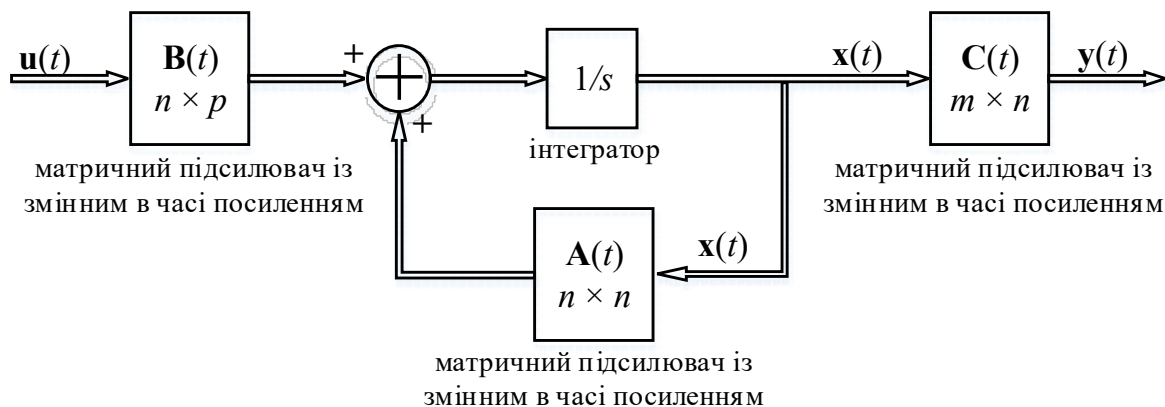 u(t)
B(t)
n × p
матричний підсилювач із
змінним в часі посиленням
+
+
+
1/s
інтегратор
x(t)
C(t)
m × n
y(t)
матричний підсилювач із
змінним в часі посиленням
A(t)
n × n
x(t)
матричний підсилювач із
змінним в часі посиленням